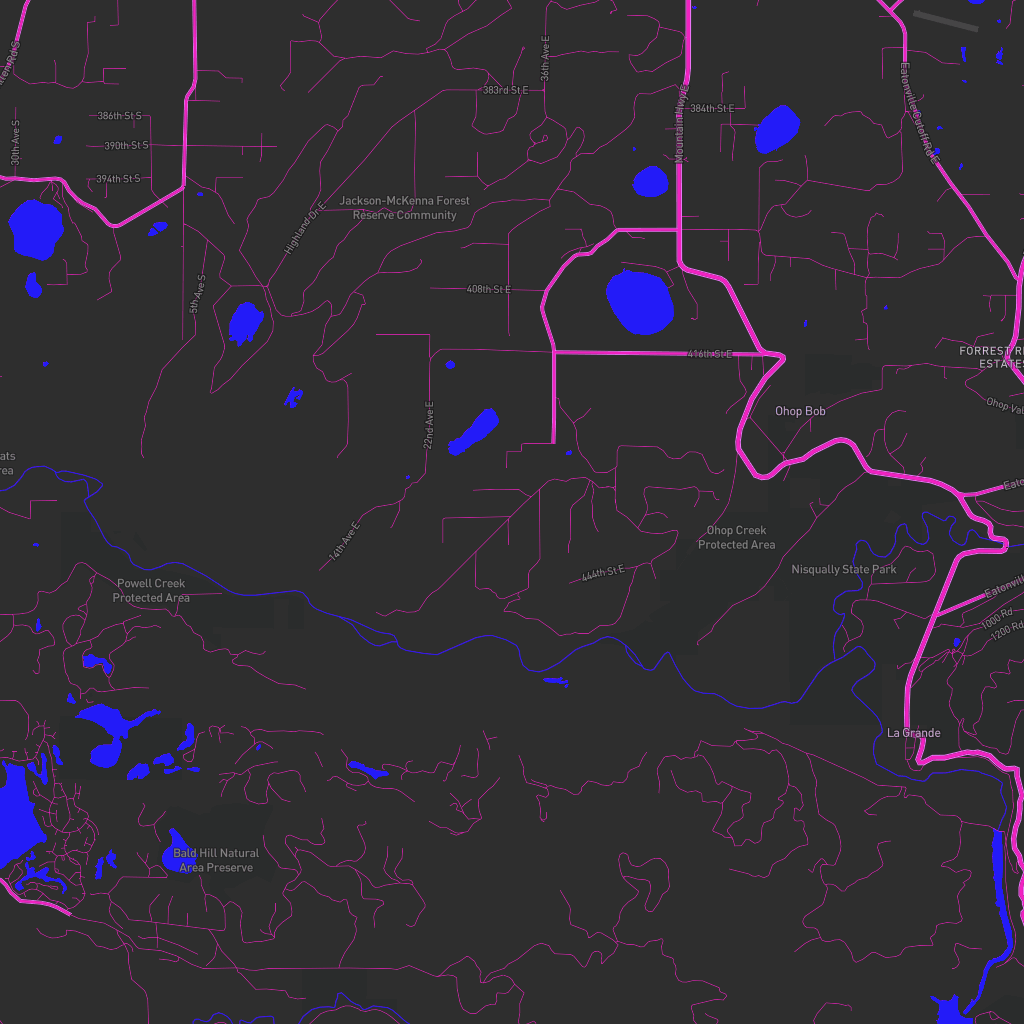 36th Ave E
383rd St E
384th St E
Mountain Hwy E
Eatonville Cutoff Rd E
386th St S
30th Ave S
390th St S
394th St S
Jackson-McKenna Forest
Reserve Community
Highland Dr E
5th Ave S
408th St E
416th St E
Ohop Bob
22nd Ave E
14th Ave E
Ohop Creek
Protected Area
Nisqually State Park
444th St E
Powell Creek
Protected Area
1000 Rd
1200 Rd
La Grande
Bald Hill Natural
Area Preserve
ESTATES